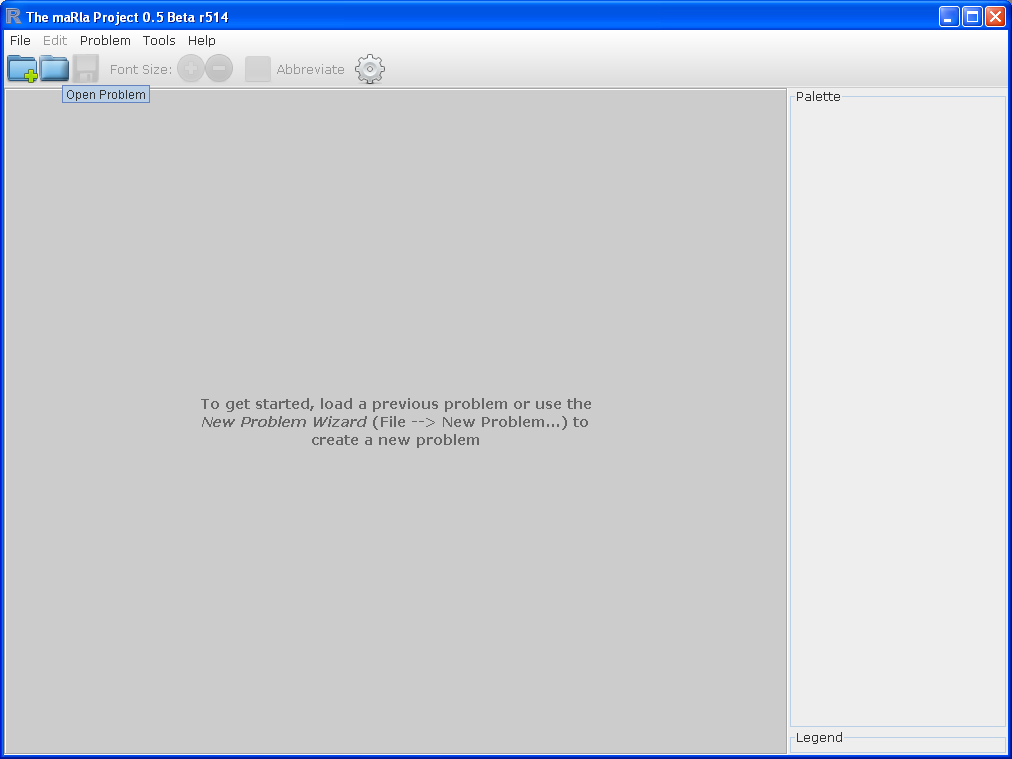 The maRla Project 0.5 Beta r514
File Edit Problem Tools Help
Font Size: Abbreviate
Open Problem
Palette
To get started, load a previous problem or use the
New Problem Wizard (File --> New Problem...) to
create a new problem
Legend